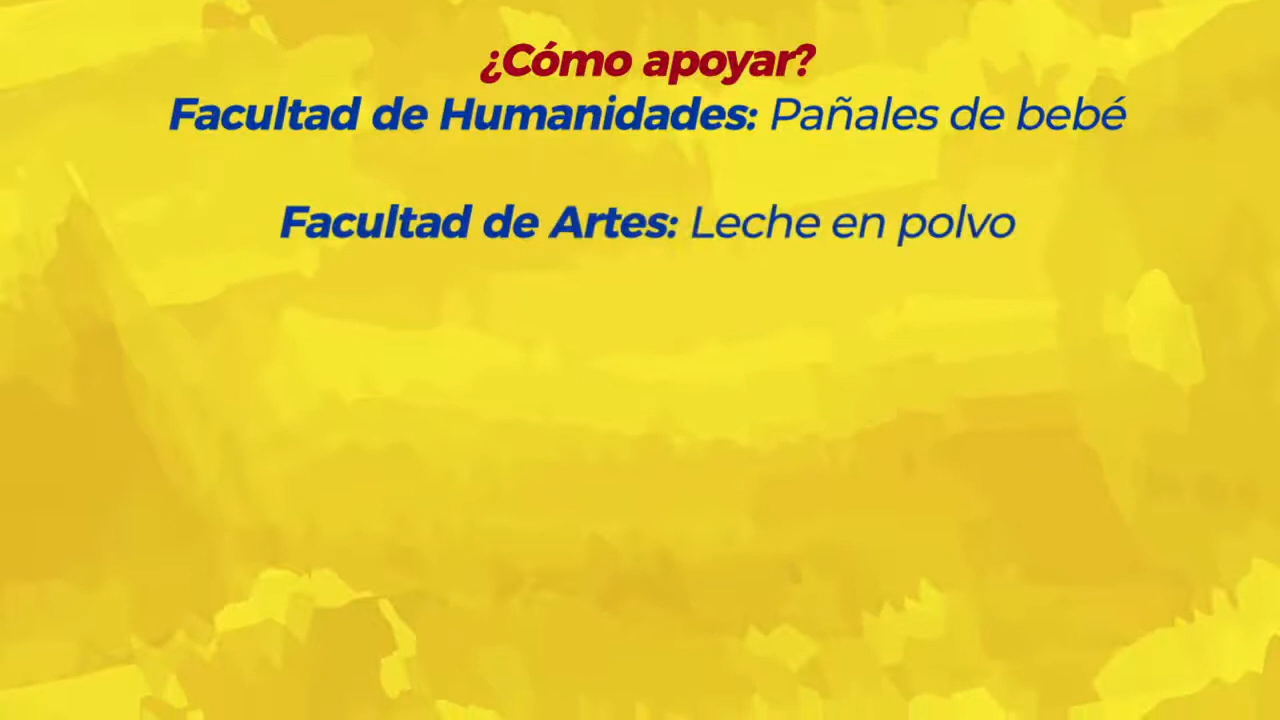 ¿Cómo apoyar?
Facultad de Humanidades: Pañales de bebé
Facultad de Artes: Leche en polvo